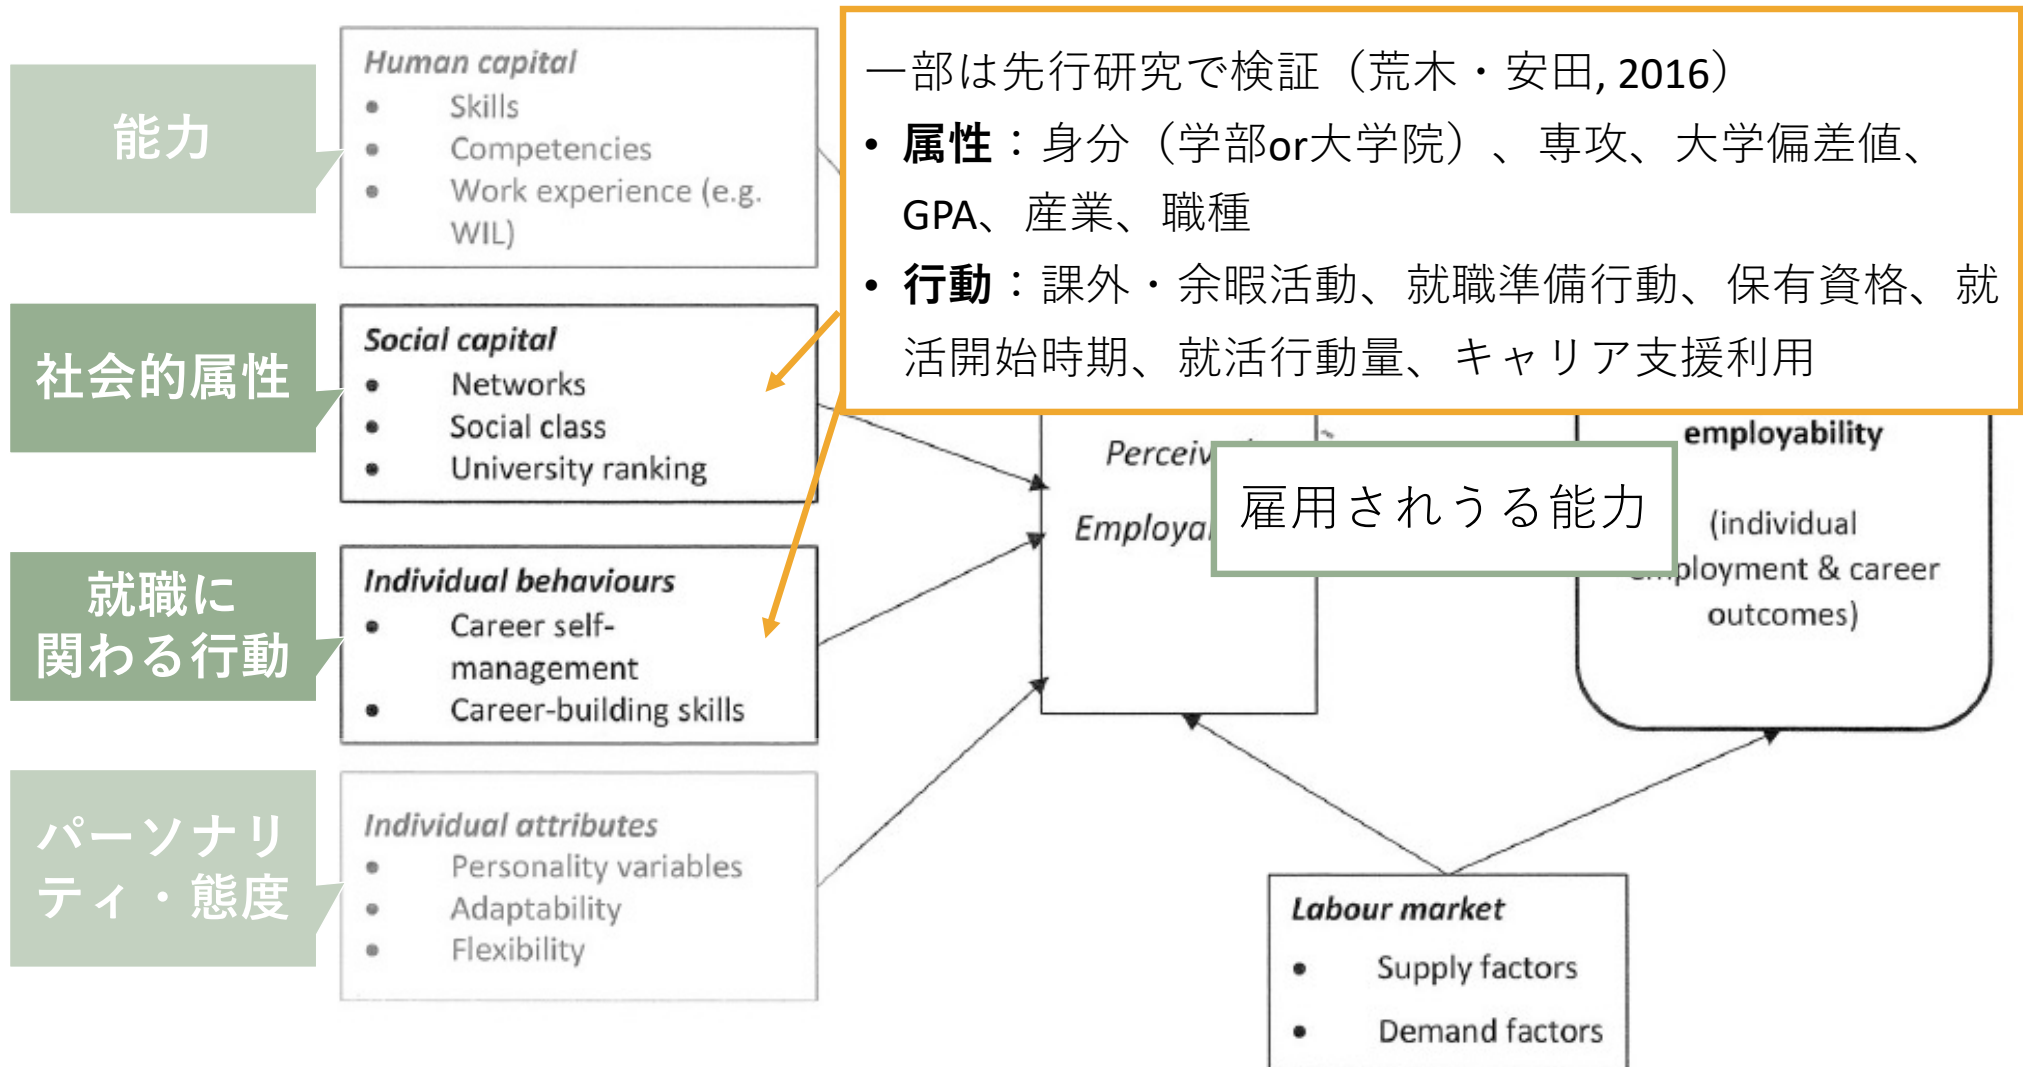 能力
Human capital
• Skills
• Competencies
• Work experience (e.g.
WIL)
一部は先行研究で検証（荒木・安田, 2016）
• 属性：身分（学部or大学院）、専攻、大学偏差値、
GPA、産業、職種
• 行動：課外・余暇活動、就職準備行動、保有資格、就
活開始時期、就活行動量、キャリア支援利用
社会的属性
Social capital
• Networks
• Social class
• University ranking
就職に
関わる行動
Individual behaviours
• Career self-
management
• Career-building skills
パーソナリ
ティ・態度
Individual attributes
• Personality variables
• Adaptability
• Flexibility
雇用されうる能力
employability
(individual
employment & career
outcomes)
Labour market
• Supply factors
• Demand factors